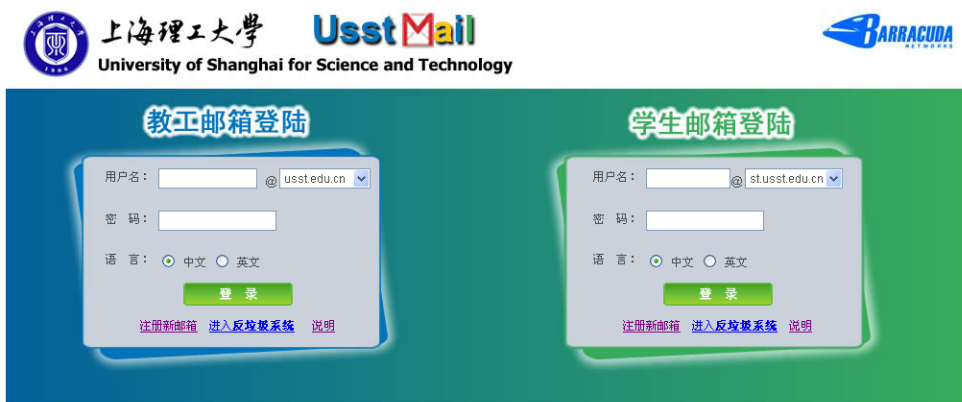 上海理工大學 Usst Mail
University of Shanghai for Science and Technology
BARRACUDA
NETWORKS
教工邮箱登陆
用户名： @ usst.edu.cn
密 码：
语 言： 中文 英文
登 录
注册新邮箱 进入反垃圾系统 说明
学生邮箱登陆
用户名： @ st.usst.edu.cn
密 码：
语 言： 中文 英文
登 录
注册新邮箱 进入反垃圾系统 说明